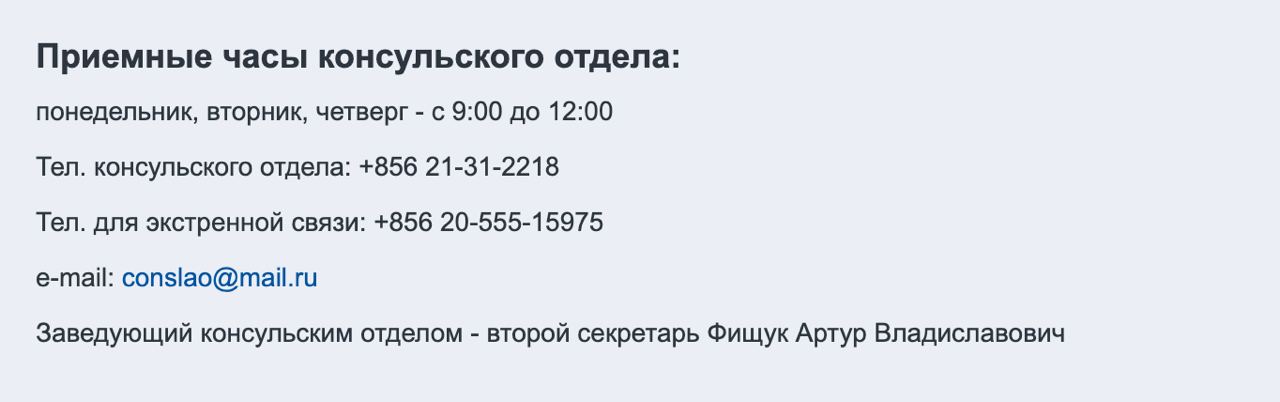 Приемные часы консульского отдела:
понедельник, вторник, четверг - с 9:00 до 12:00
Тел. консульского отдела: +856 21-31-2218
Тел. для экстренной связи: +856 20-555-15975
e-mail: conslao@mail.ru
Заведующий консульским отделом - второй секретарь Фищук Артур Владиславович